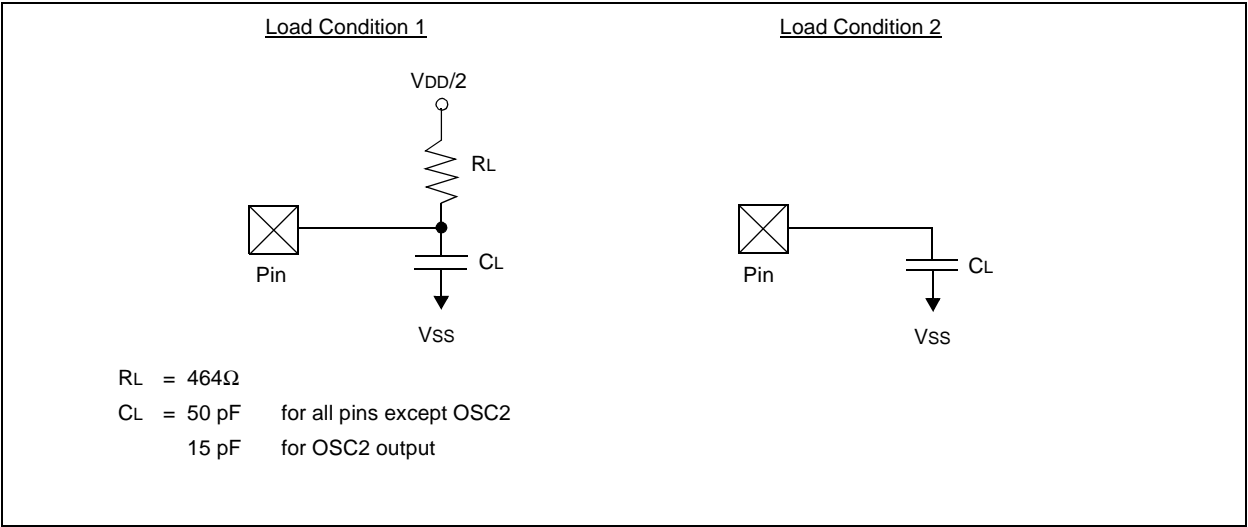 Load Condition 1
VDD/2
RL
Pin
CL
VSS
Load Condition 2
Pin
CL
VSS
RL = 464Ω
CL = 50 pF for all pins except OSC2
15 pF for OSC2 output